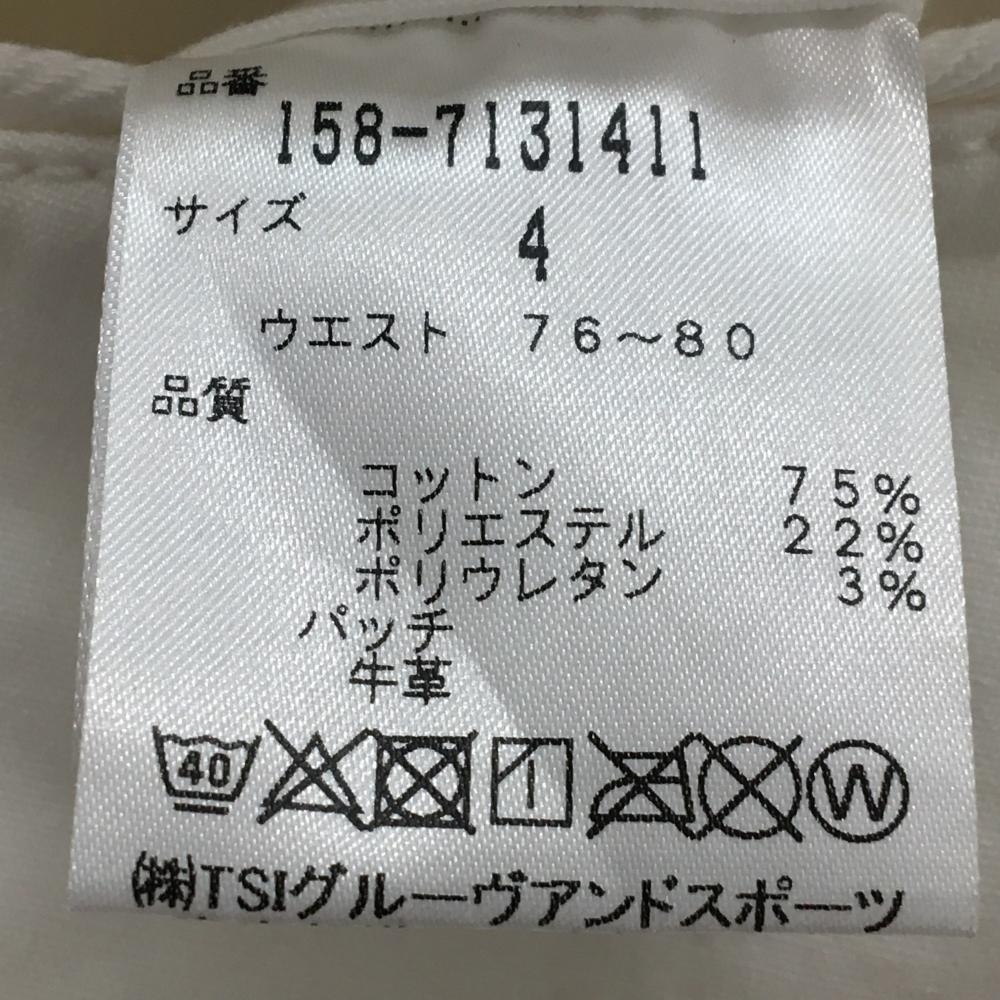 品番
158-7131411
サイズ
4
ウエスト 76~80
品質
コットン 75%
ポリエステル 22%
ポリウレタン 3%
パッチ
牛革
40 W
(株)TSIグルーヴアンドスポーツ